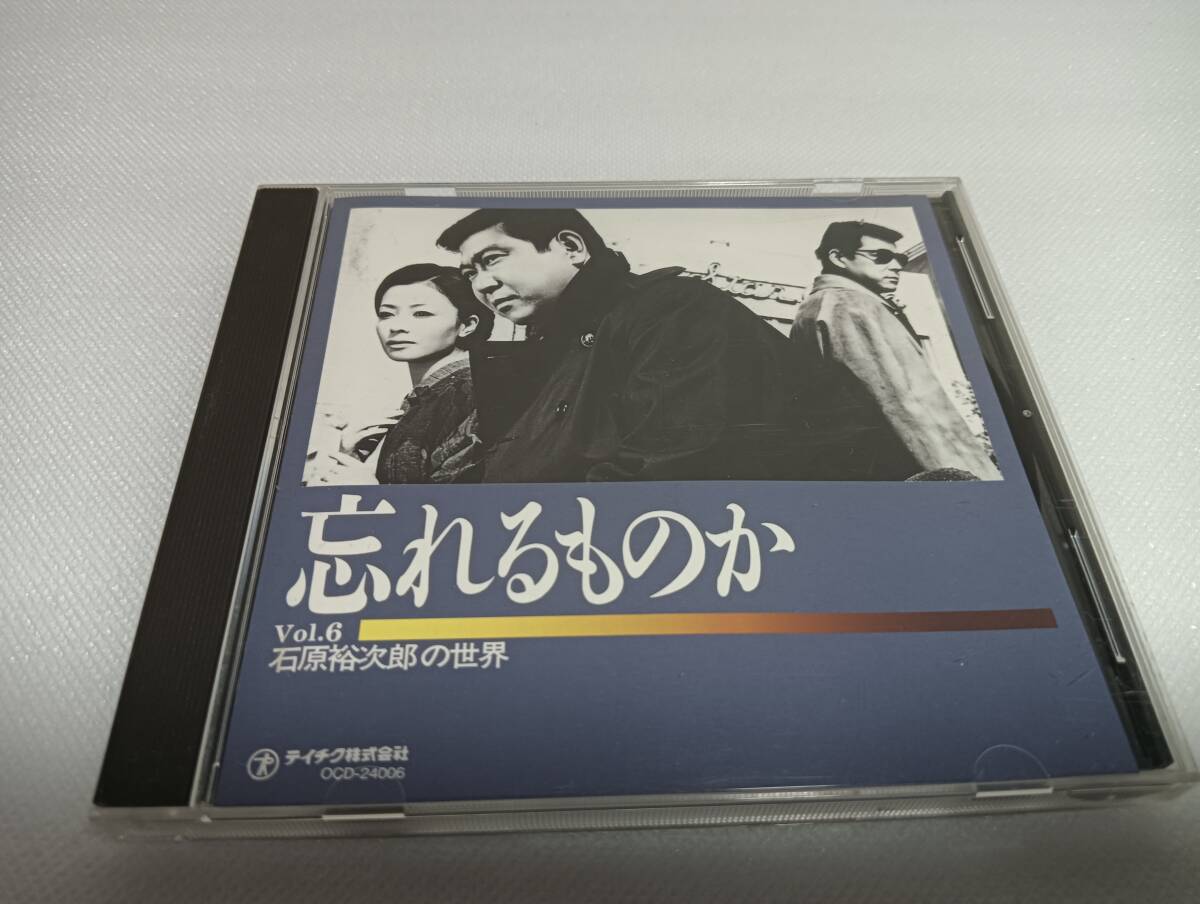 忘れるものか
Vol.6
石原裕次郎の世界
テイチク株式会社
OCD-24006